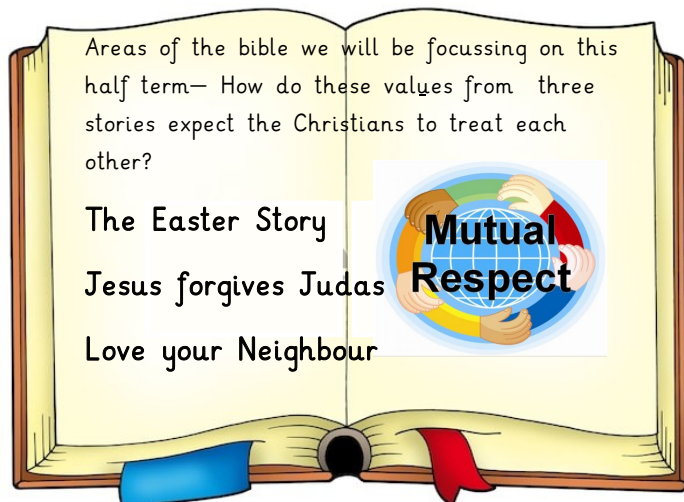 Areas of the bible we will be focussing on this
half term— How do these values from three
stories expect the Christians to treat each
other?
The Easter Story
Jesus forgives Judas
Love your Neighbour
Mutual
Respect